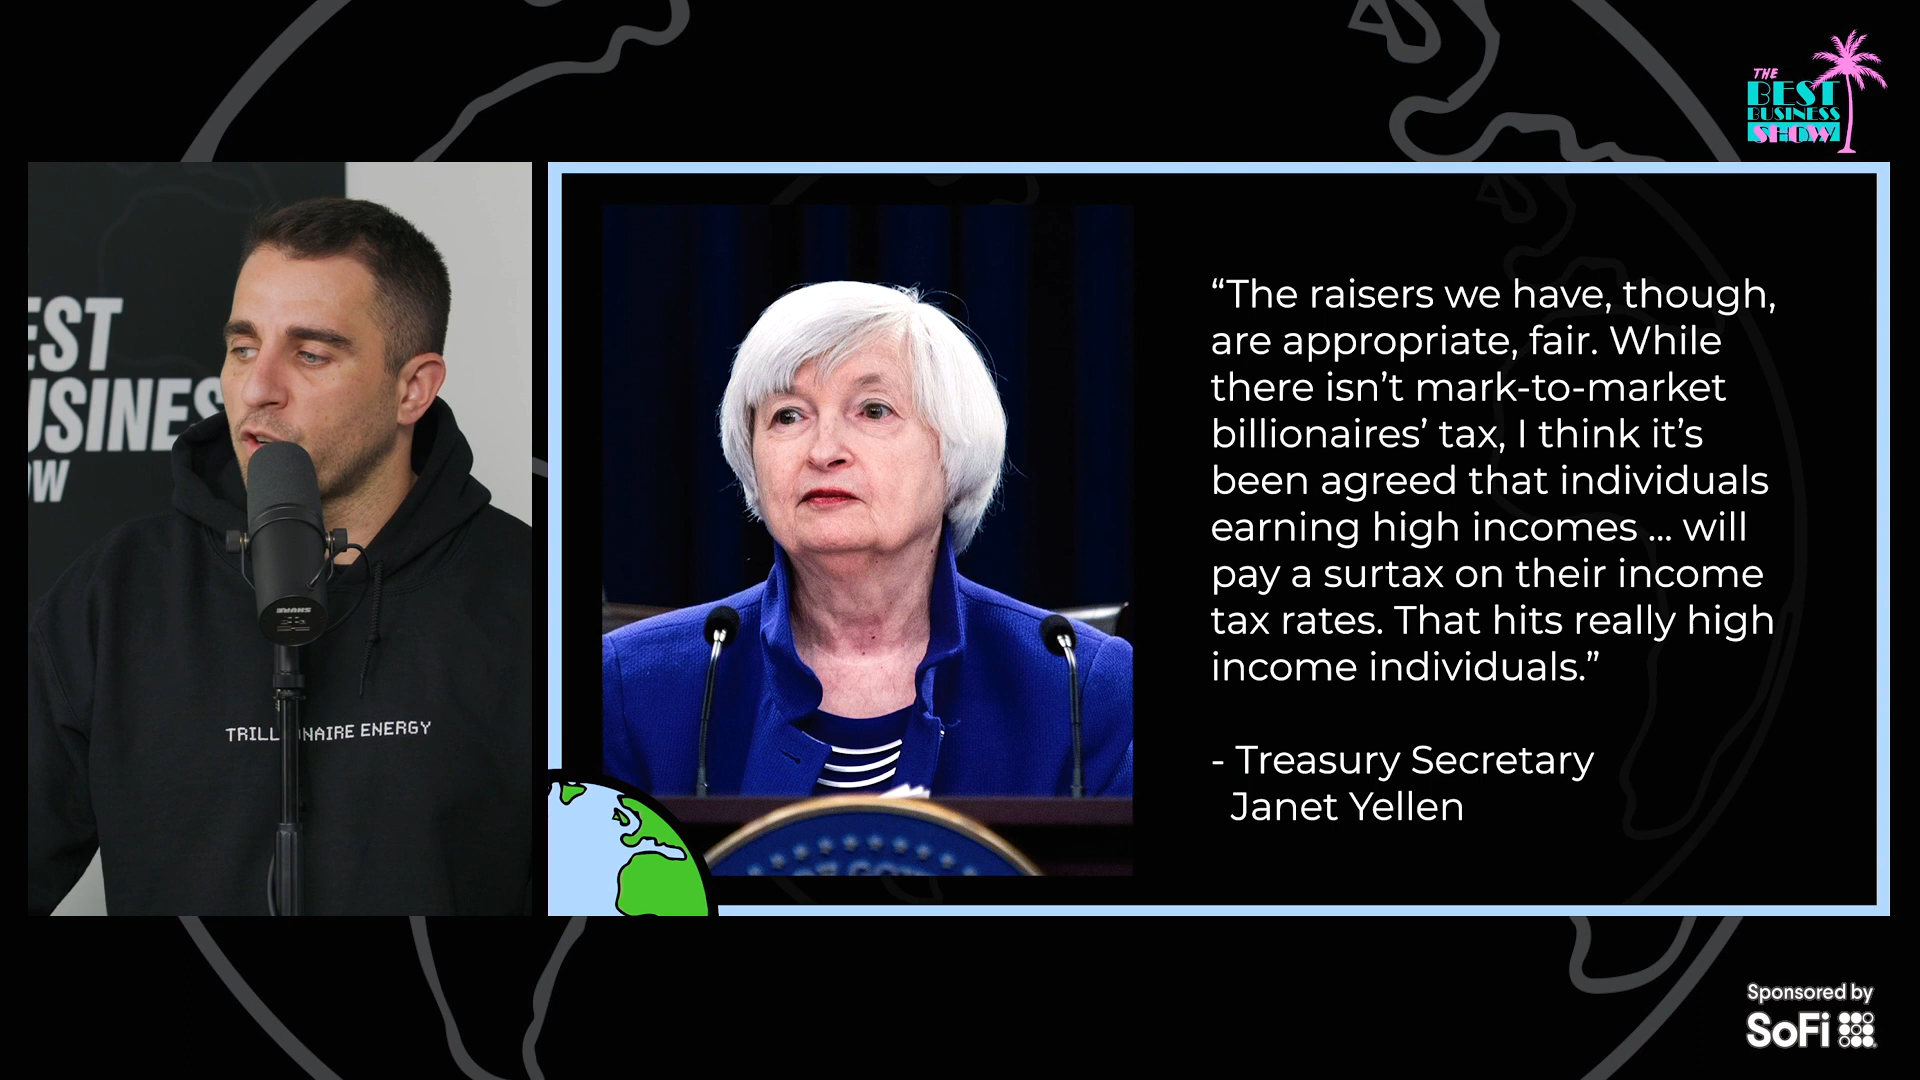 THE
BEST
BUSINESS
SHOW
EST
USINES
OW
SHURE
TRILL NAIRE ENERGY
“The raisers we have, though,
are appropriate, fair. While
there isn’t mark-to-market
billionaires’ tax, I think it’s
been agreed that individuals
earning high incomes ... will
pay a surtax on their income
tax rates. That hits really high
income individuals.”
- Treasury Secretary
Janet Yellen
Sponsored by
SoFi